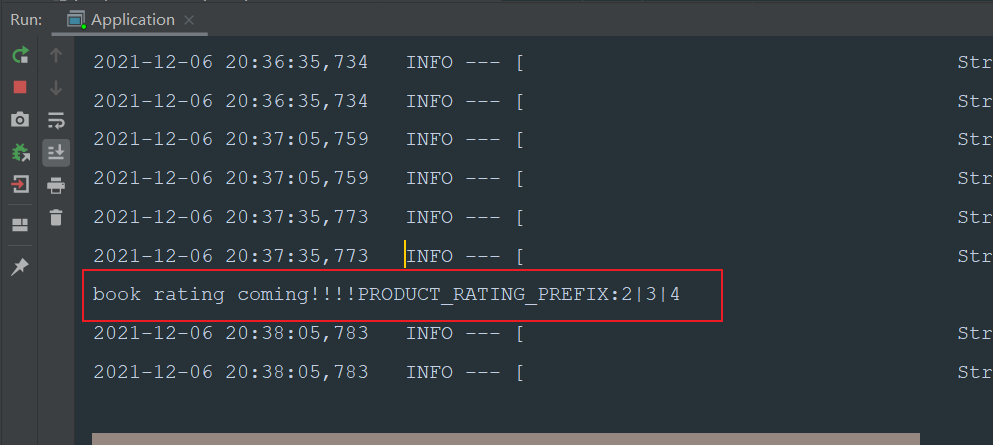 Run: Application
2021-12-06 20:36:35,734 INFO --- [ Str
2021-12-06 20:36:35,734 INFO --- [ Str
2021-12-06 20:37:05,759 INFO --- [ Str
2021-12-06 20:37:05,759 INFO --- [ Str
2021-12-06 20:37:35,773 INFO --- [ Str
2021-12-06 20:37:35,773 INFO --- [ Str
book rating coming!!!!PRODUCT_RATING_PREFIX:2|3|4
2021-12-06 20:38:05,783 INFO --- [ Str
2021-12-06 20:38:05,783 INFO --- [ Str